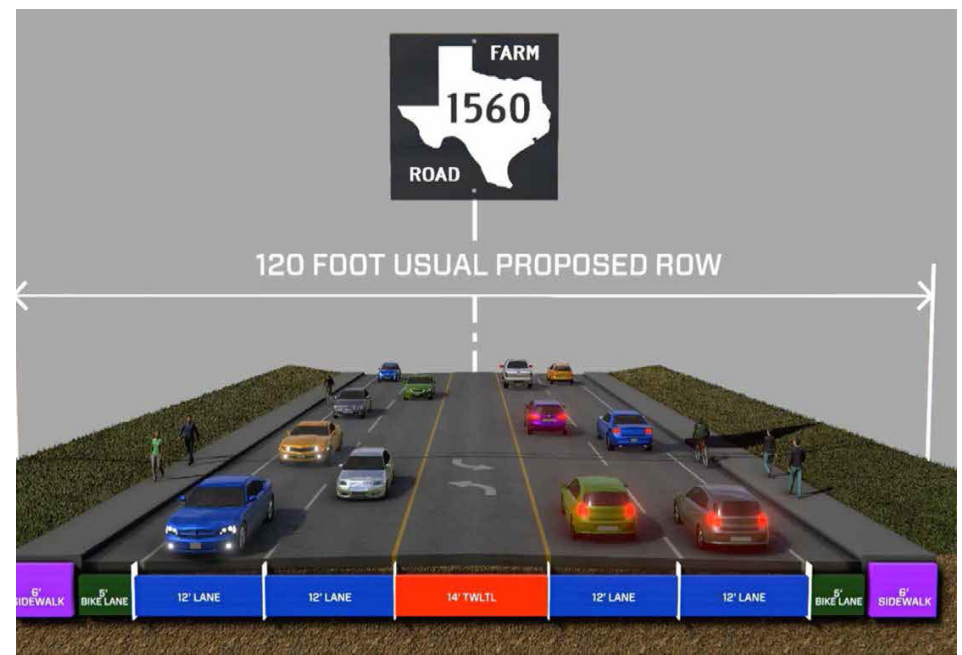 FARM
1560
ROAD
120 FOOT USUAL PROPOSED ROW
6' 5' 5' 6'
SIDEWALK BIKE LANE 12' LANE 12' LANE 14' TWLTL 12' LANE 12' LANE BIKE LANE SIDEWALK